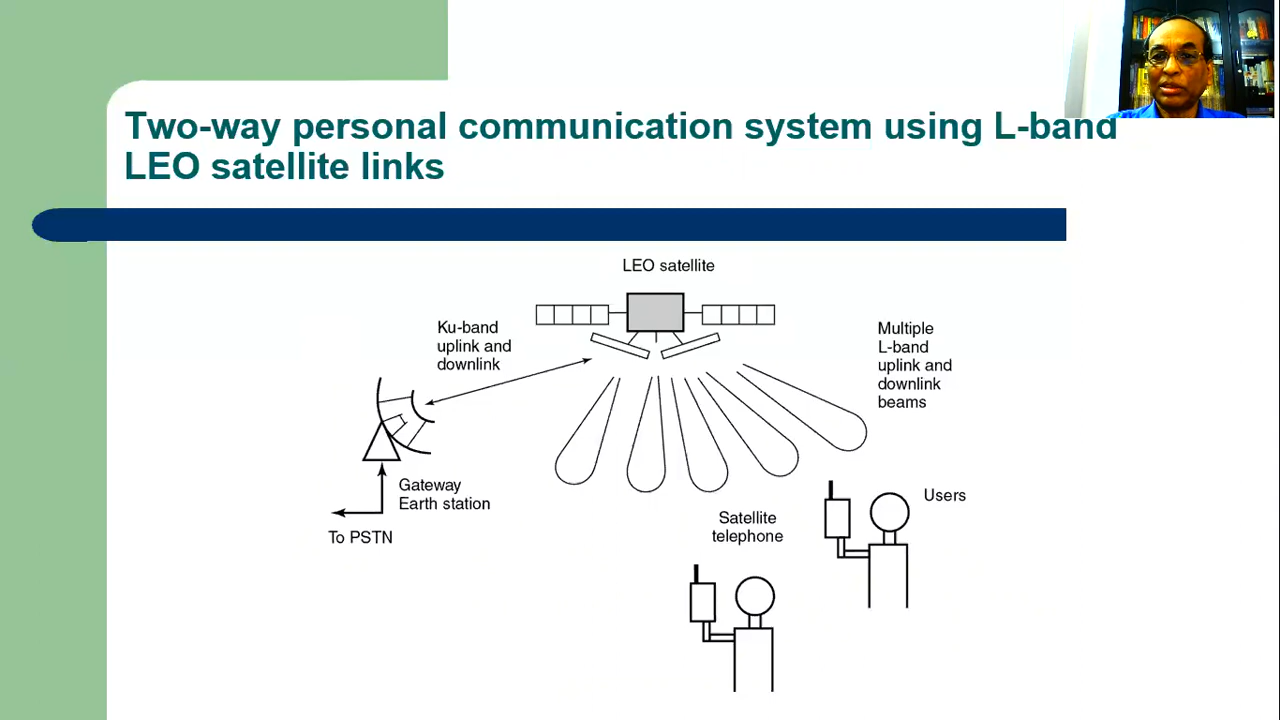 Two-way personal communication system using L-band
LEO satellite links
LEO satellite
Ku-band
uplink and
downlink
Multiple
L-band
uplink and
downlink
beams
Gateway
Earth station
To PSTN
Satellite
telephone
Users